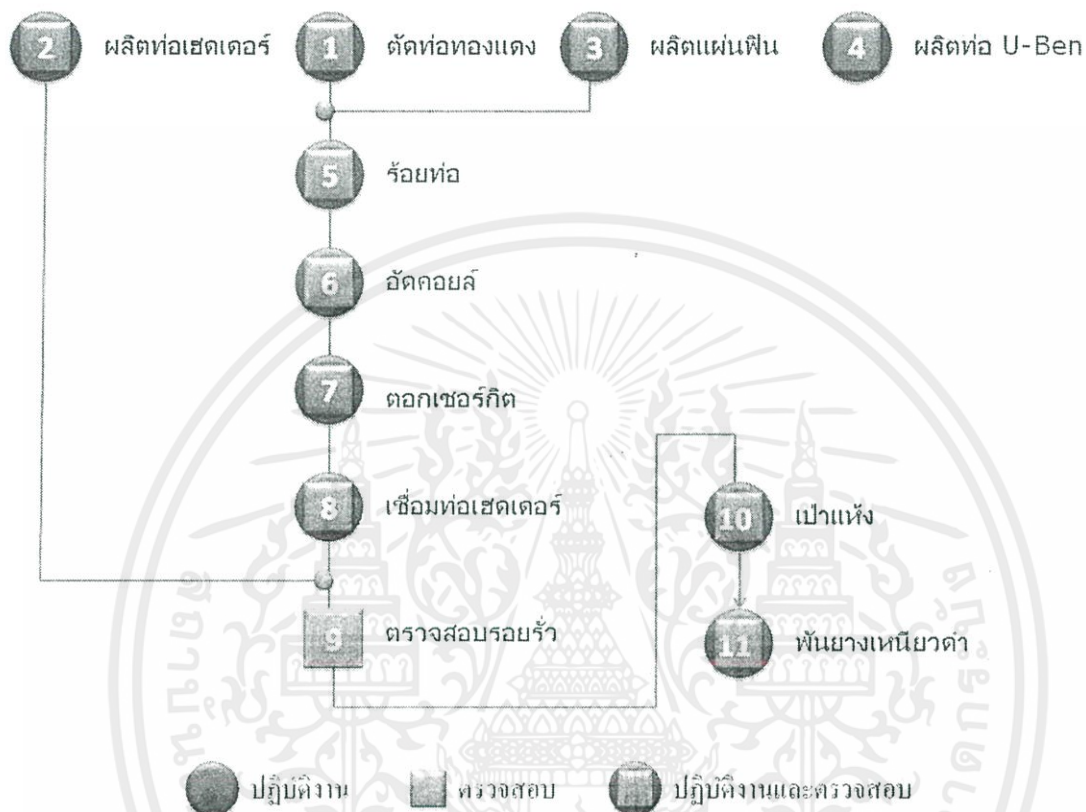 2 ผลิตท่อเฮดเดอร์ 1 ตัดท่อทองแดง 3 ผลิตแผ่นฟิน 4 ผลิตท่อ U-Ben
5 ร้อยท่อ
6 อัดคอยล์
7 ตอกเซอร์กิต
8 เชื่อมท่อเฮดเดอร์
10 เป่าแห้ง
9 ตรวจสอบรอยรั่ว
11 พันยางเหนียวดำ
ปฏิบัติงาน ตรวจสอบ ปฏิบัติงานและตรวจสอบ